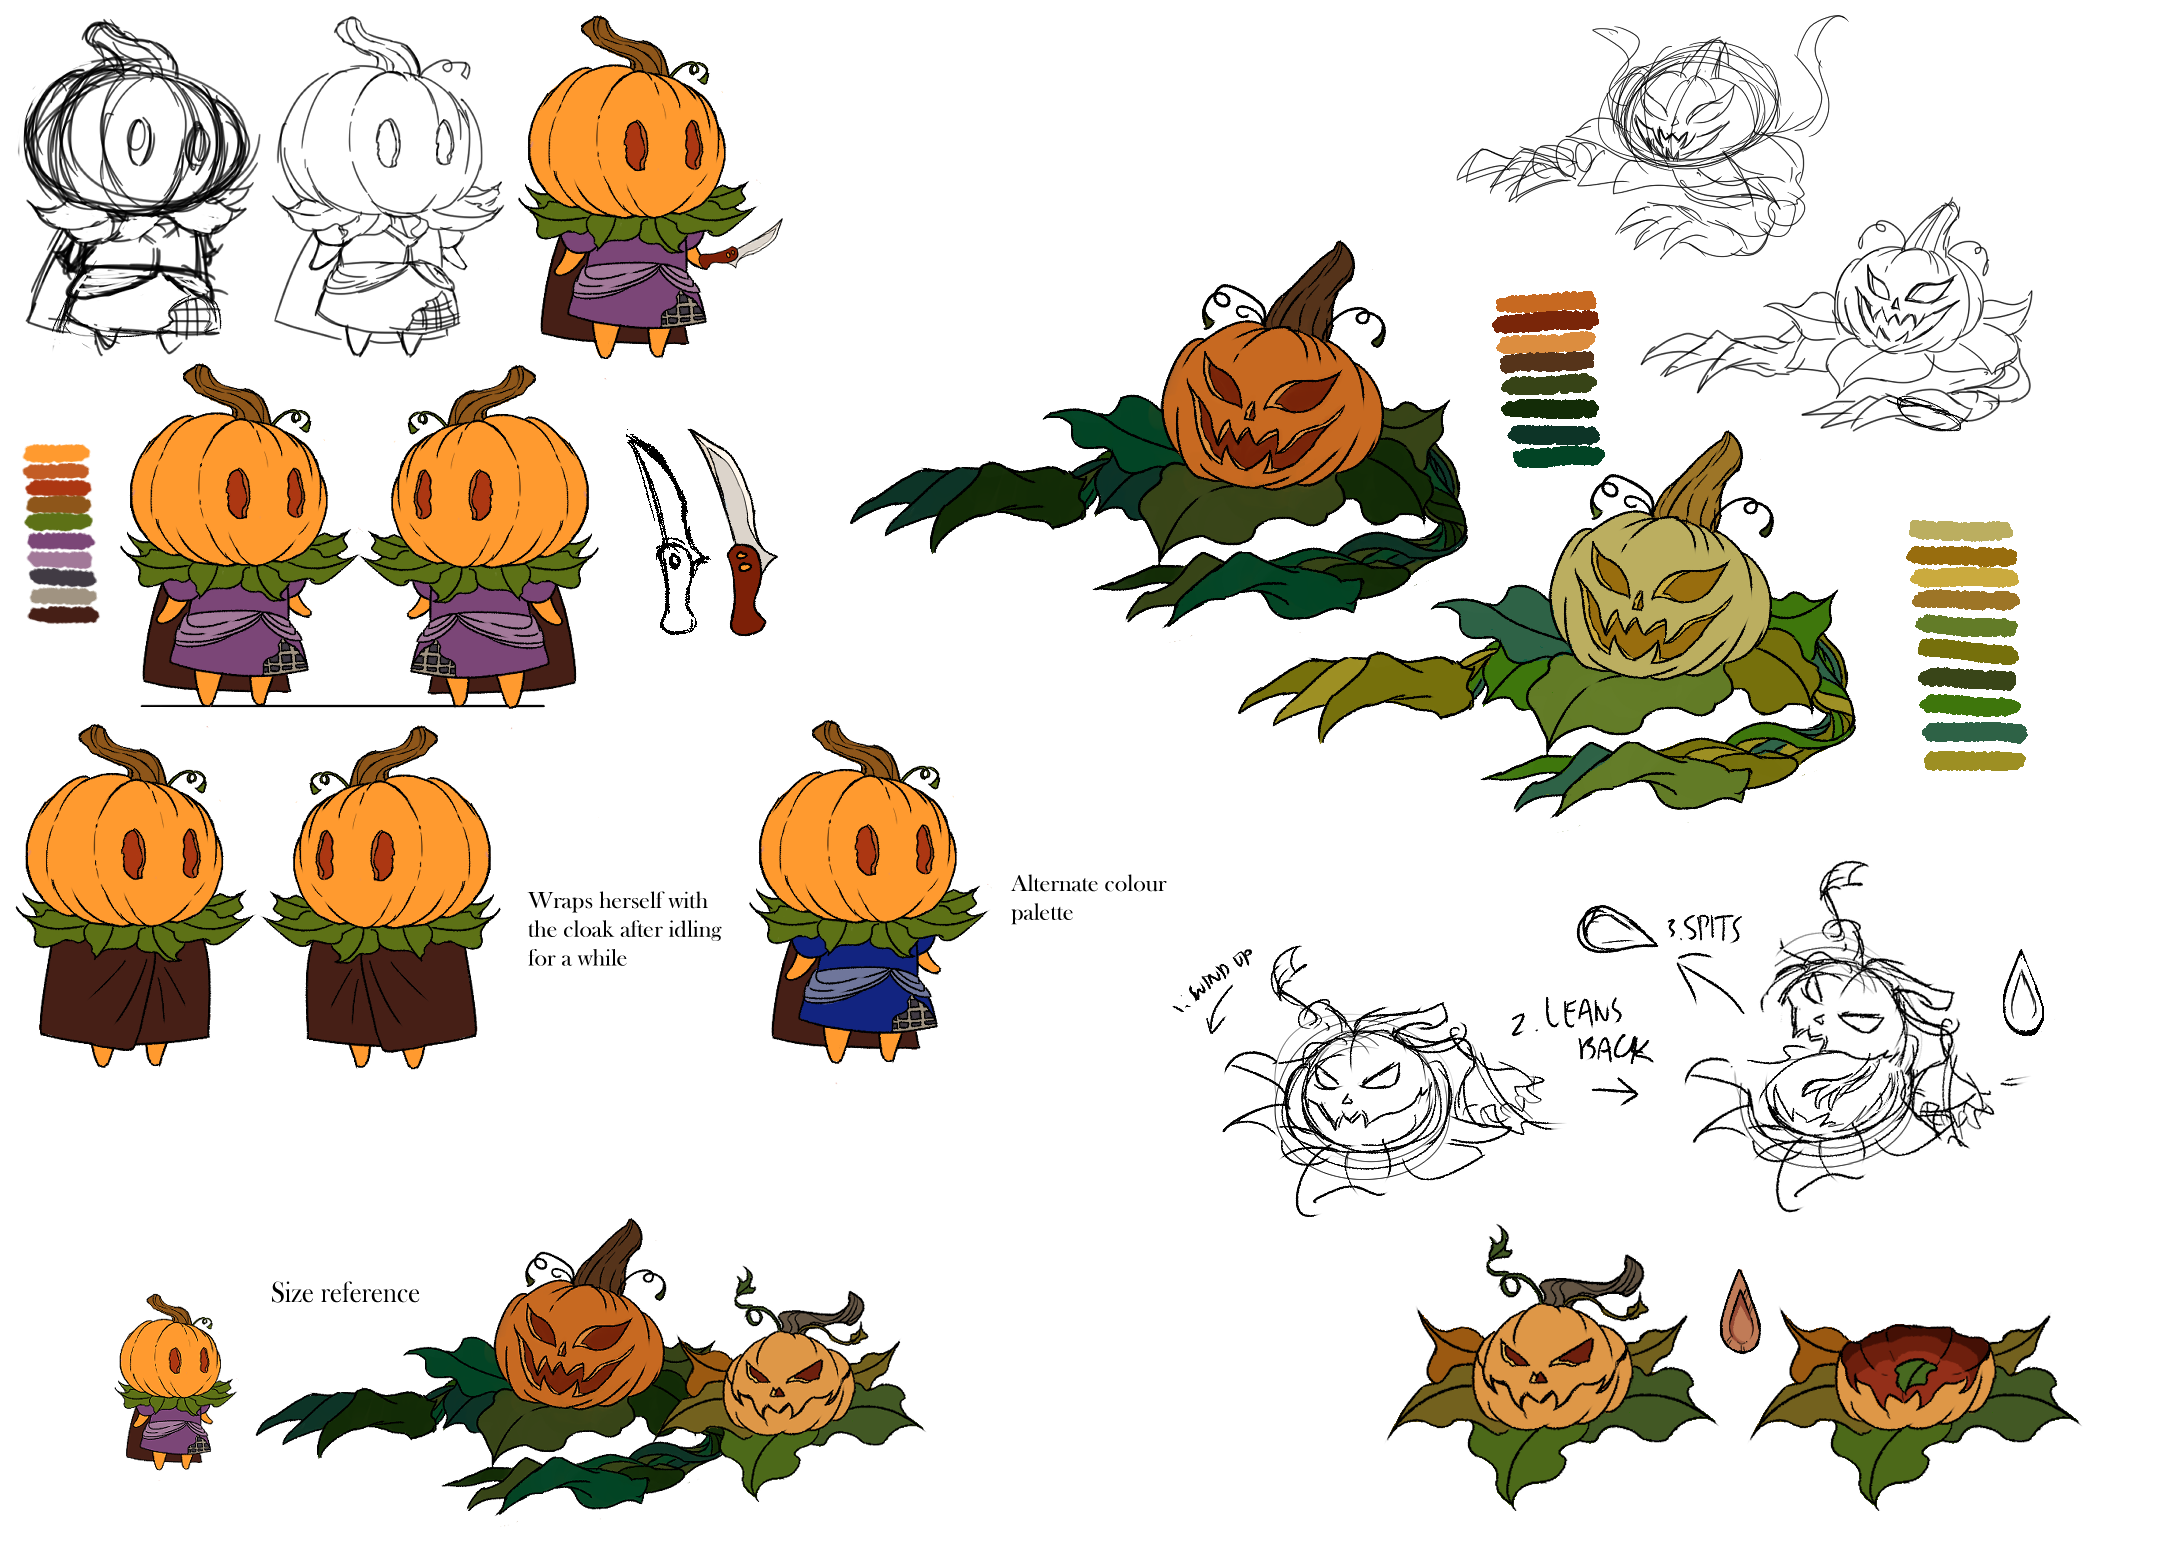 Wraps herself with
the cloak after idling
for a while
Alternate colour
palette
1. WIND UP
2. LEANS
BACK
3. SPITS
Size reference